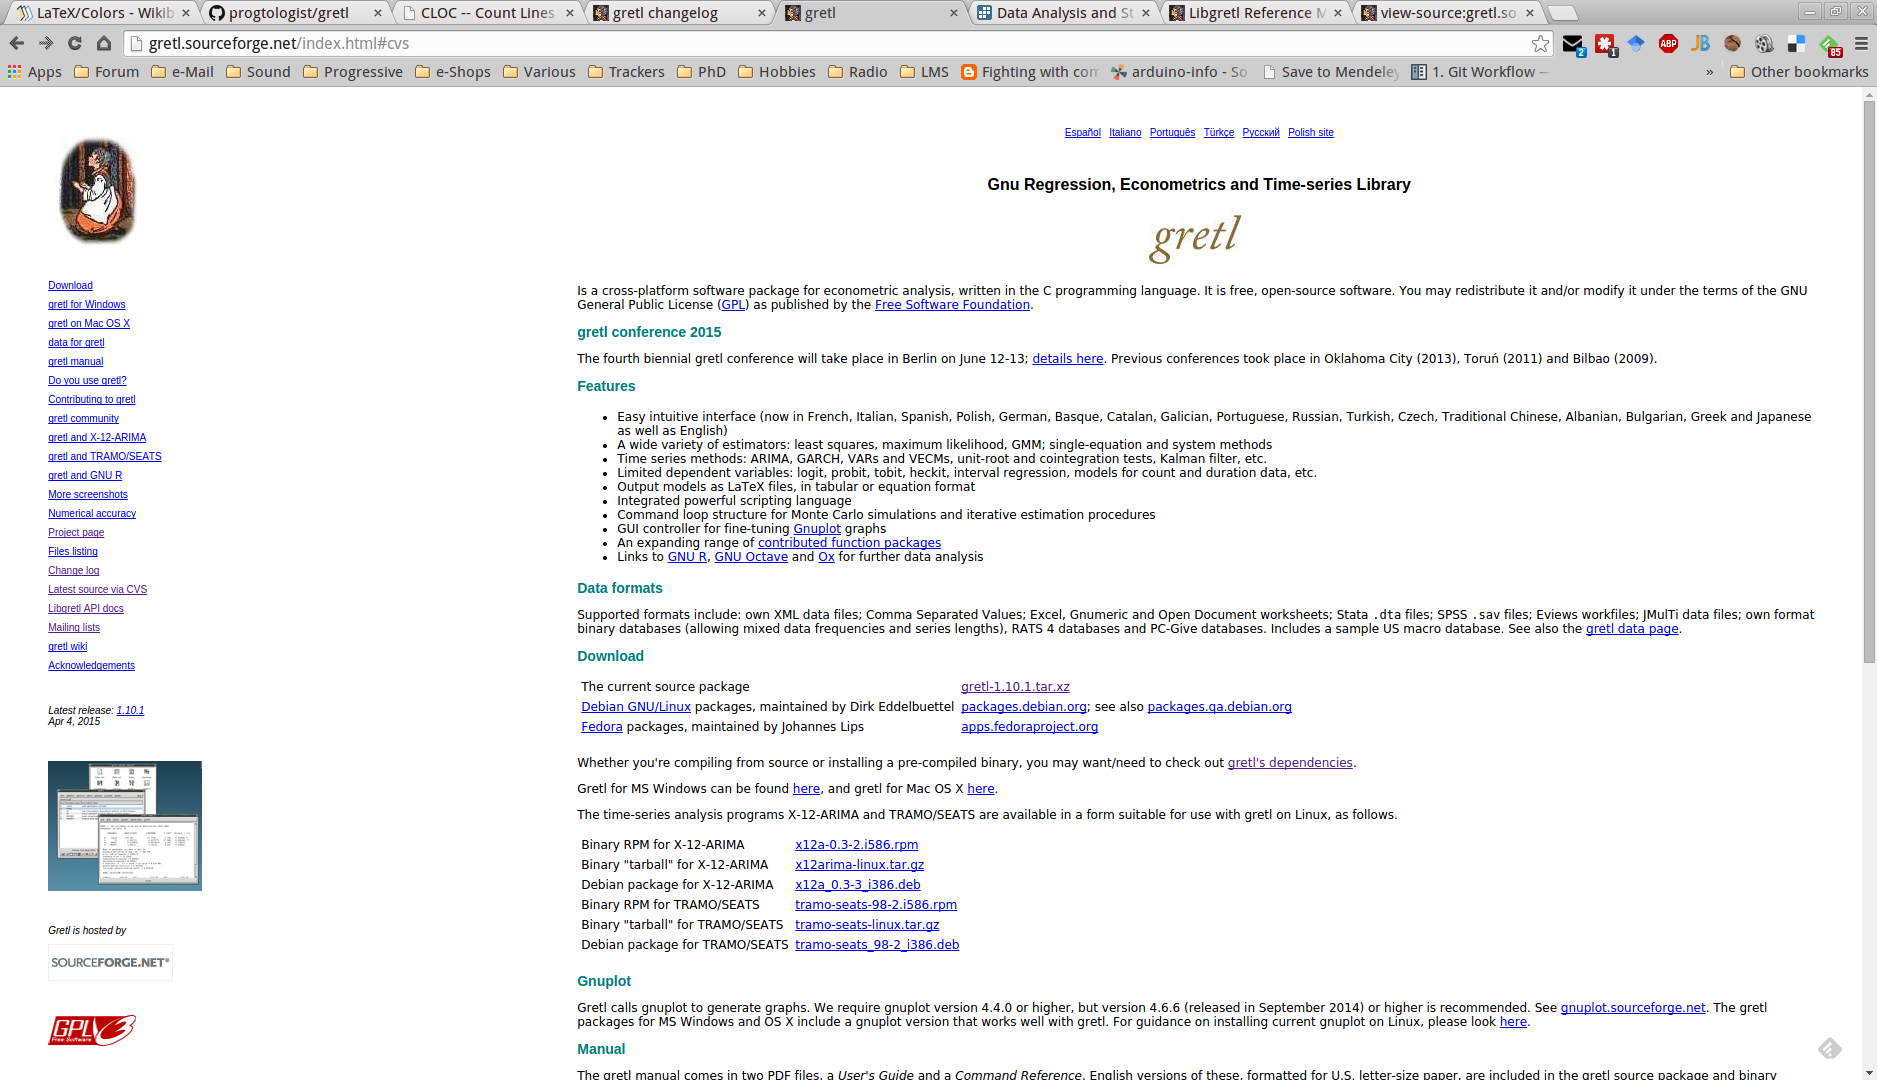 LaTeX/Colors - Wikib
progtologist/gretl
CLOC -- Count Lines
gretl changelog
gretl
Data Analysis and St
Libgretl Reference M
view-source:gretl.so
gretl.sourceforge.net/index.html#cvs
2
1
ABP
JB
85
Apps Forum e-Mail Sound Progressive e-Shops Various Trackers PhD Hobbies Radio LMS Fighting with com arduino-info - So Save to Mendeley 1. Git Workflow — » Other bookmarks
Español Italiano Português Türkçe Русский Polish site
Gnu Regression, Econometrics and Time-series Library
gretl
Download
gretl for Windows
gretl on Mac OS X
data for gretl
gretl manual
Do you use gretl?
Contributing to gretl
gretl community
gretl and X-12-ARIMA
gretl and TRAMO/SEATS
gretl and GNU R
More screenshots
Numerical accuracy
Project page
Files listing
Change log
Latest source via CVS
Libgretl API docs
Mailing lists
gretl wiki
Acknowledgements
Latest release: 1.10.1
Apr 4, 2015
Gretl is hosted by
SOURCEFORGE.NET®
GPL v3
Free Software
Is a cross-platform software package for econometric analysis, written in the C programming language. It is free, open-source software. You may redistribute it and/or modify it under the terms of the GNU
General Public License (GPL) as published by the Free Software Foundation.
gretl conference 2015
The fourth biennial gretl conference will take place in Berlin on June 12-13; details here. Previous conferences took place in Oklahoma City (2013), Toruń (2011) and Bilbao (2009).
Features
• Easy intuitive interface (now in French, Italian, Spanish, Polish, German, Basque, Catalan, Galician, Portuguese, Russian, Turkish, Czech, Traditional Chinese, Albanian, Bulgarian, Greek and Japanese
as well as English)
• A wide variety of estimators: least squares, maximum likelihood, GMM; single-equation and system methods
• Time series methods: ARIMA, GARCH, VARs and VECMs, unit-root and cointegration tests, Kalman filter, etc.
• Limited dependent variables: logit, probit, tobit, heckit, interval regression, models for count and duration data, etc.
• Output models as LaTeX files, in tabular or equation format
• Integrated powerful scripting language
• Command loop structure for Monte Carlo simulations and iterative estimation procedures
• GUI controller for fine-tuning Gnuplot graphs
• An expanding range of contributed function packages
• Links to GNU R, GNU Octave and Ox for further data analysis
Data formats
Supported formats include: own XML data files; Comma Separated Values; Excel, Gnumeric and Open Document worksheets; Stata .dta files; SPSS .sav files; Eviews workfiles; JMulTi data files; own format
binary databases (allowing mixed data frequencies and series lengths), RATS 4 databases and PC-Give databases. Includes a sample US macro database. See also the gretl data page.
Download
The current source package gretl-1.10.1.tar.xz
Debian GNU/Linux packages, maintained by Dirk Eddelbuettel packages.debian.org; see also packages.qa.debian.org
Fedora packages, maintained by Johannes Lips apps.fedoraproject.org
Whether you're compiling from source or installing a pre-compiled binary, you may want/need to check out gretl's dependencies.
Gretl for MS Windows can be found here, and gretl for Mac OS X here.
The time-series analysis programs X-12-ARIMA and TRAMO/SEATS are available in a form suitable for use with gretl on Linux, as follows.
Binary RPM for X-12-ARIMA x12a-0.3-2.i586.rpm
Binary "tarball" for X-12-ARIMA x12arima-linux.tar.gz
Debian package for X-12-ARIMA x12a_0.3-3_i386.deb
Binary RPM for TRAMO/SEATS tramo-seats-98-2.i586.rpm
Binary "tarball" for TRAMO/SEATS tramo-seats-linux.tar.gz
Debian package for TRAMO/SEATS tramo-seats_98-2_i386.deb
Gnuplot
Gretl calls gnuplot to generate graphs. We require gnuplot version 4.4.0 or higher, but version 4.6.6 (released in September 2014) or higher is recommended. See gnuplot.sourceforge.net. The gretl
packages for MS Windows and OS X include a gnuplot version that works well with gretl. For guidance on installing current gnuplot on Linux, please look here.
Manual
The gretl manual comes in two PDF files, a User's Guide and a Command Reference. English versions of these, formatted for U.S. letter-size paper, are included in the gretl source package and binary